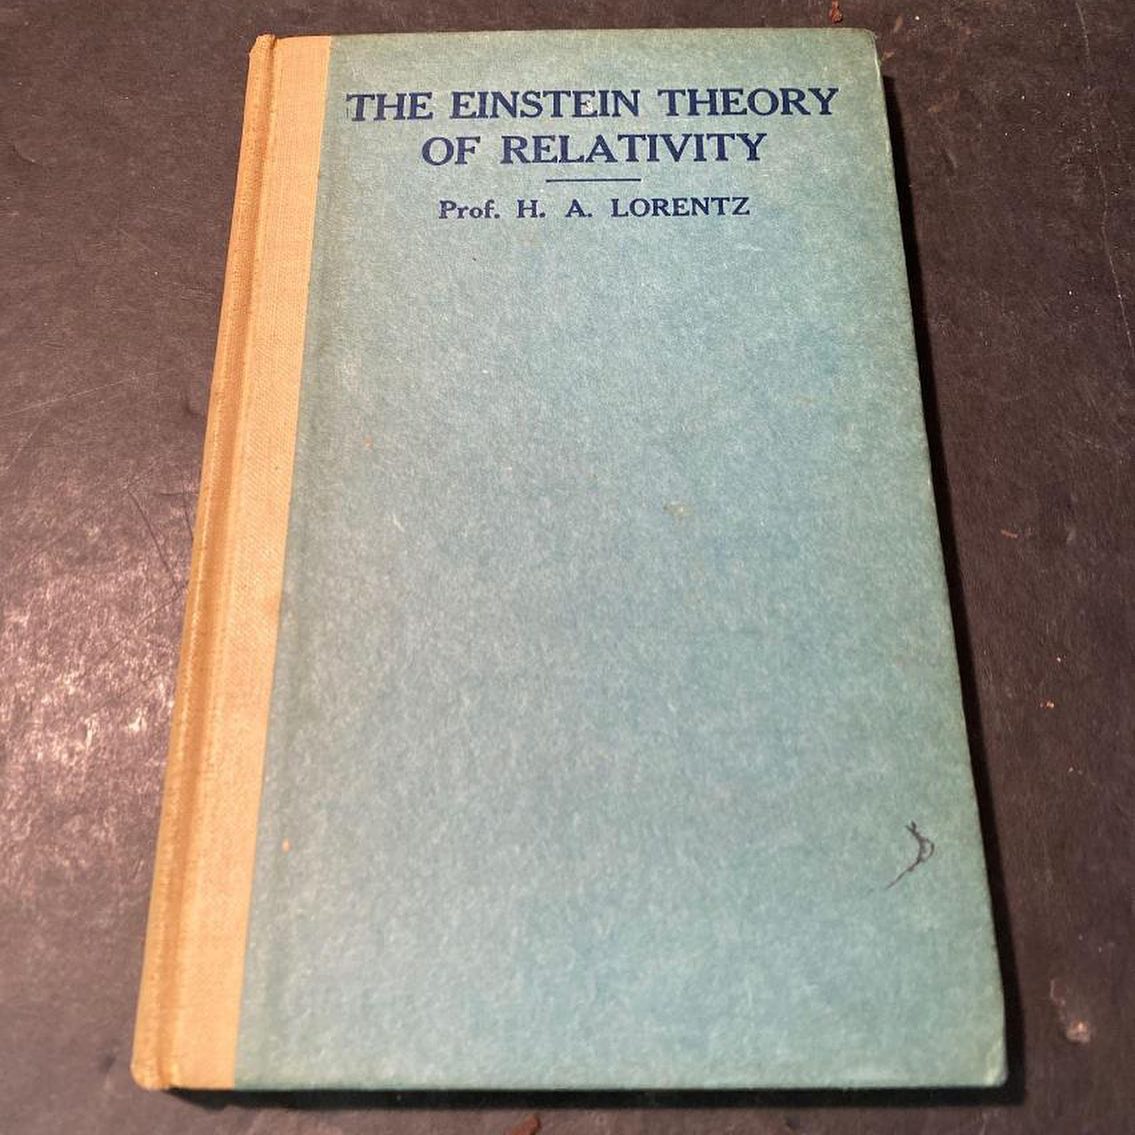 THE EINSTEIN THEORY
OF RELATIVITY
Prof. H. A. LORENTZ